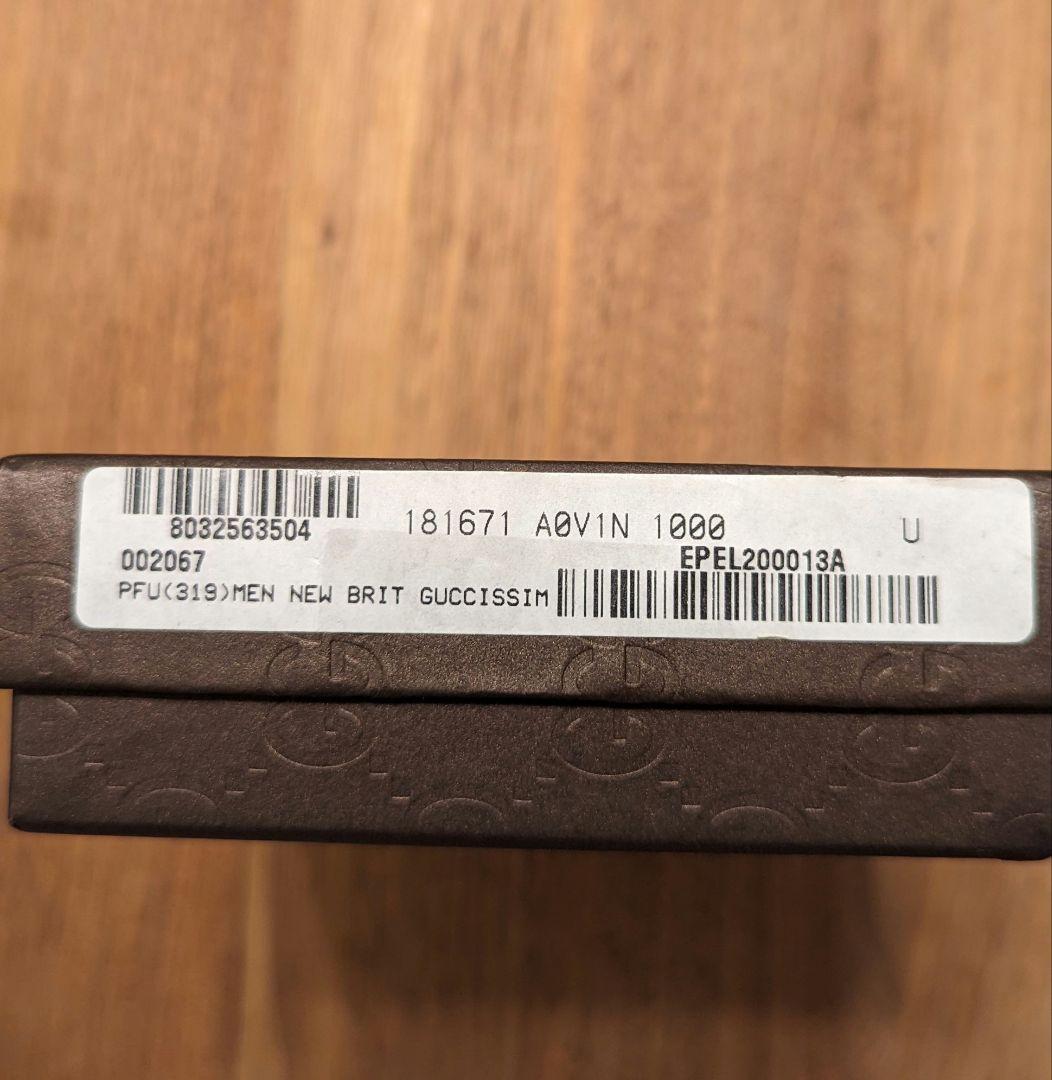 8032563504
181671 A0V1N 1000 U
002067
EPEL200013A
PFU(319)MEN NEW BRIT GUCCISSIM